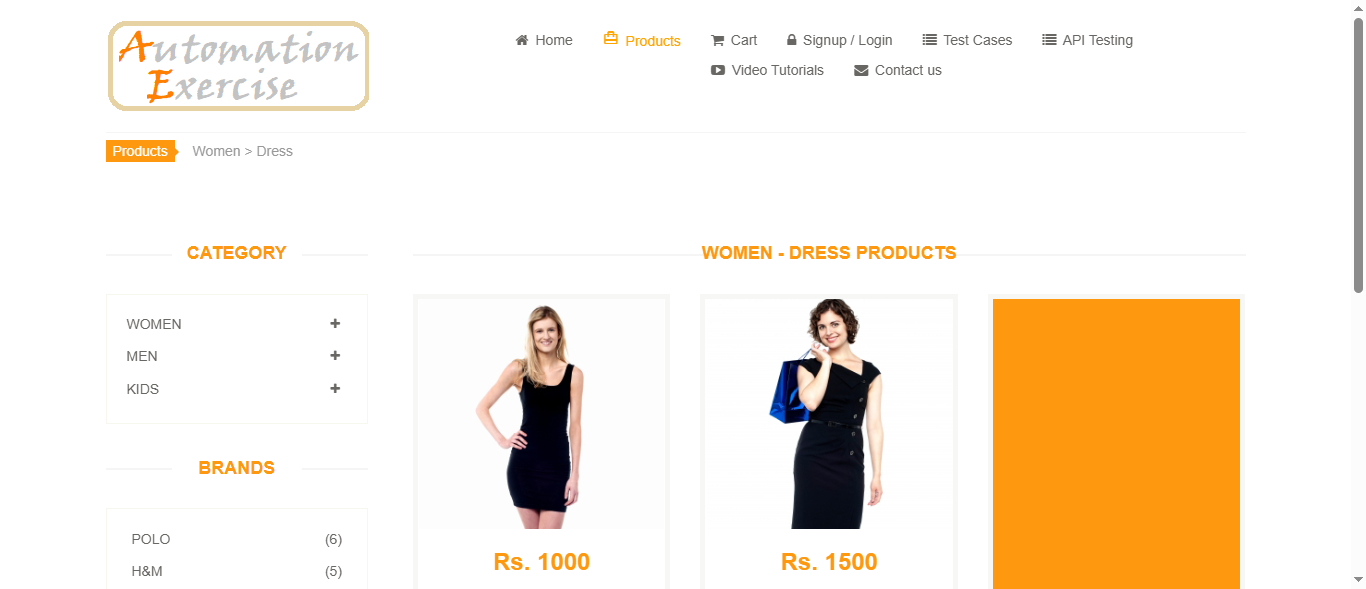 Automation
Exercise
Home Products Cart Signup / Login Test Cases API Testing
Video Tutorials Contact us
Products Women > Dress
CATEGORY
WOMEN
MEN
KIDS
BRANDS
POLO (6)
H&M (5)
WOMEN - DRESS PRODUCTS
Rs. 1000
Rs. 1500